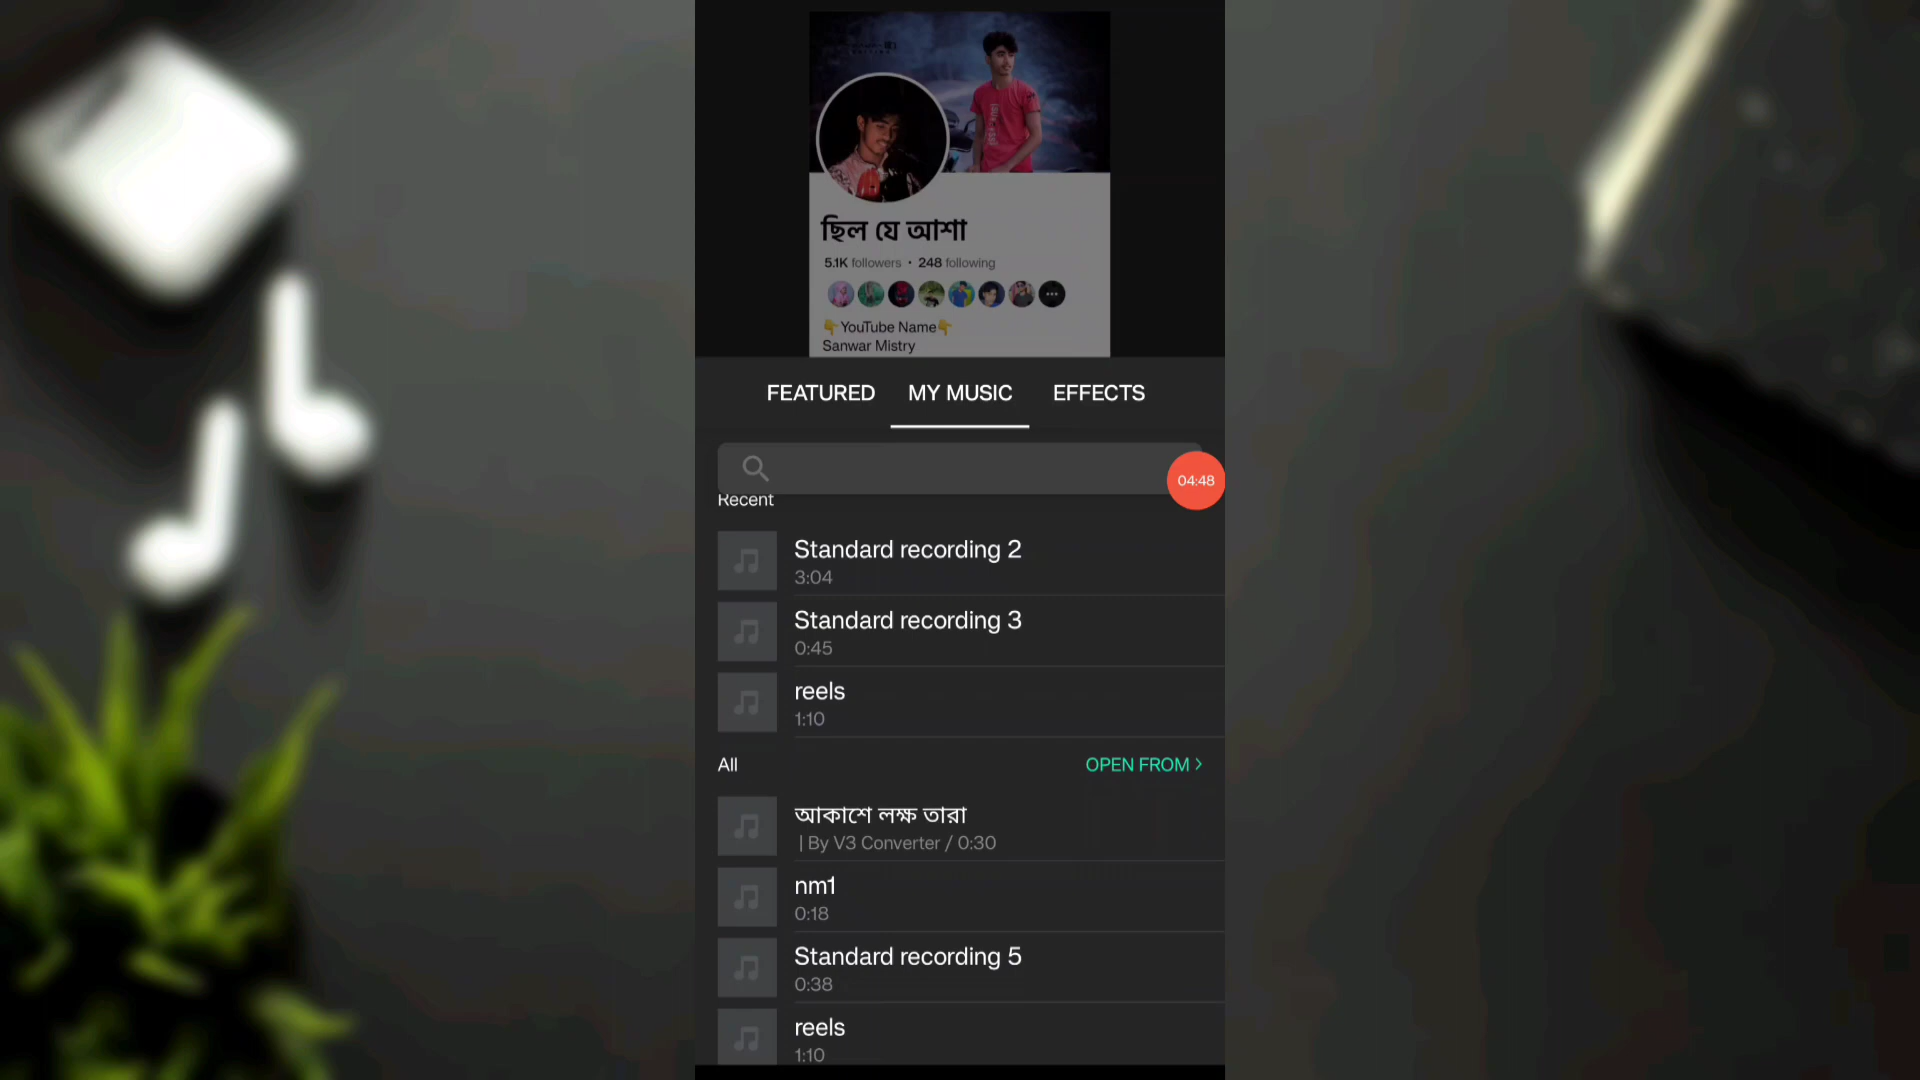 ছিল যে আশা
5.1K followers • 248 following
👇YouTube Name👇
Sanwar Mistry
FEATURED MY MUSIC EFFECTS
04:48
Recent
Standard recording 2
3:04
Standard recording 3
0:45
reels
1:10
All OPEN FROM >
আকাশে লক্ষ তারা
| By V3 Converter / 0:30
nm1
0:18
Standard recording 5
0:38
reels
1:10